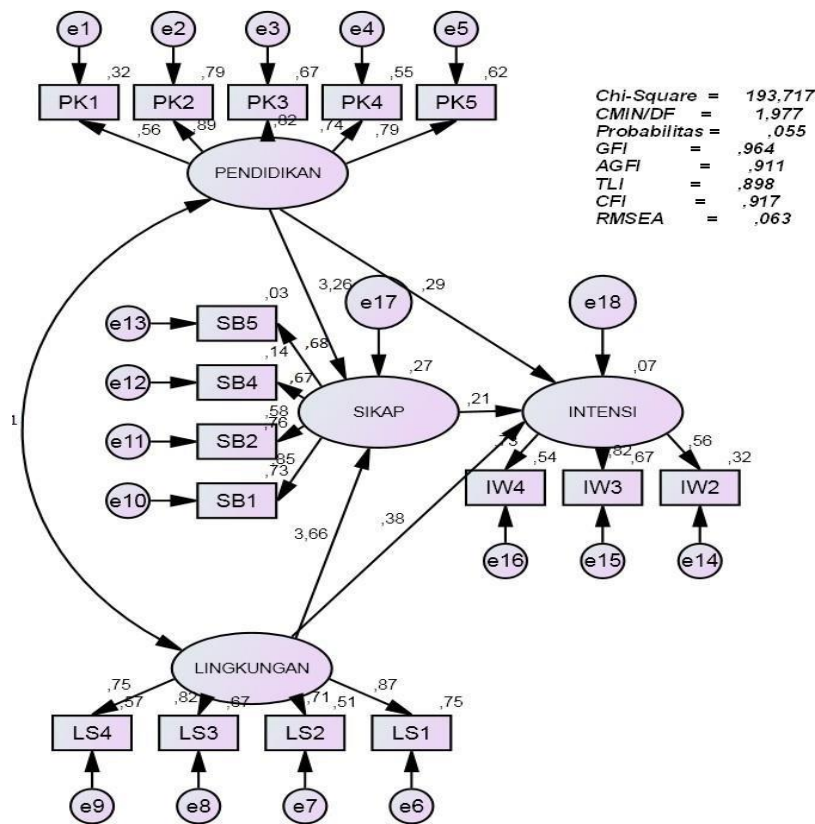 e1 e2 e3 e4 e5
,32 ,79 ,67 ,55 ,62
PK1 PK2 PK3 PK4 PK5
,56 ,89 ,82 ,74 ,79
PENDIDIKAN
Chi-Square = 193,717
CMIN/DF = 1,977
Probabilitas = ,055
GFI = ,964
AGFI = ,911
TLI = ,898
CFI = ,917
RMSEA = ,063
3,26 ,29
e17 e18
e13 SB5 ,03
,68
e12 SB4 ,14
,67
e11 SB2 ,58
,76
e10 SB1 ,73
,85
SIKAP ,27
,21
INTENSI ,07
,73 ,82 ,56
,54 ,67 ,32
IW4 IW3 IW2
e16 e15 e14
3,66 ,38
LINGKUNGAN
,75 ,82 ,71 ,87
,57 ,67 ,51 ,75
LS4 LS3 LS2 LS1
e9 e8 e7 e6